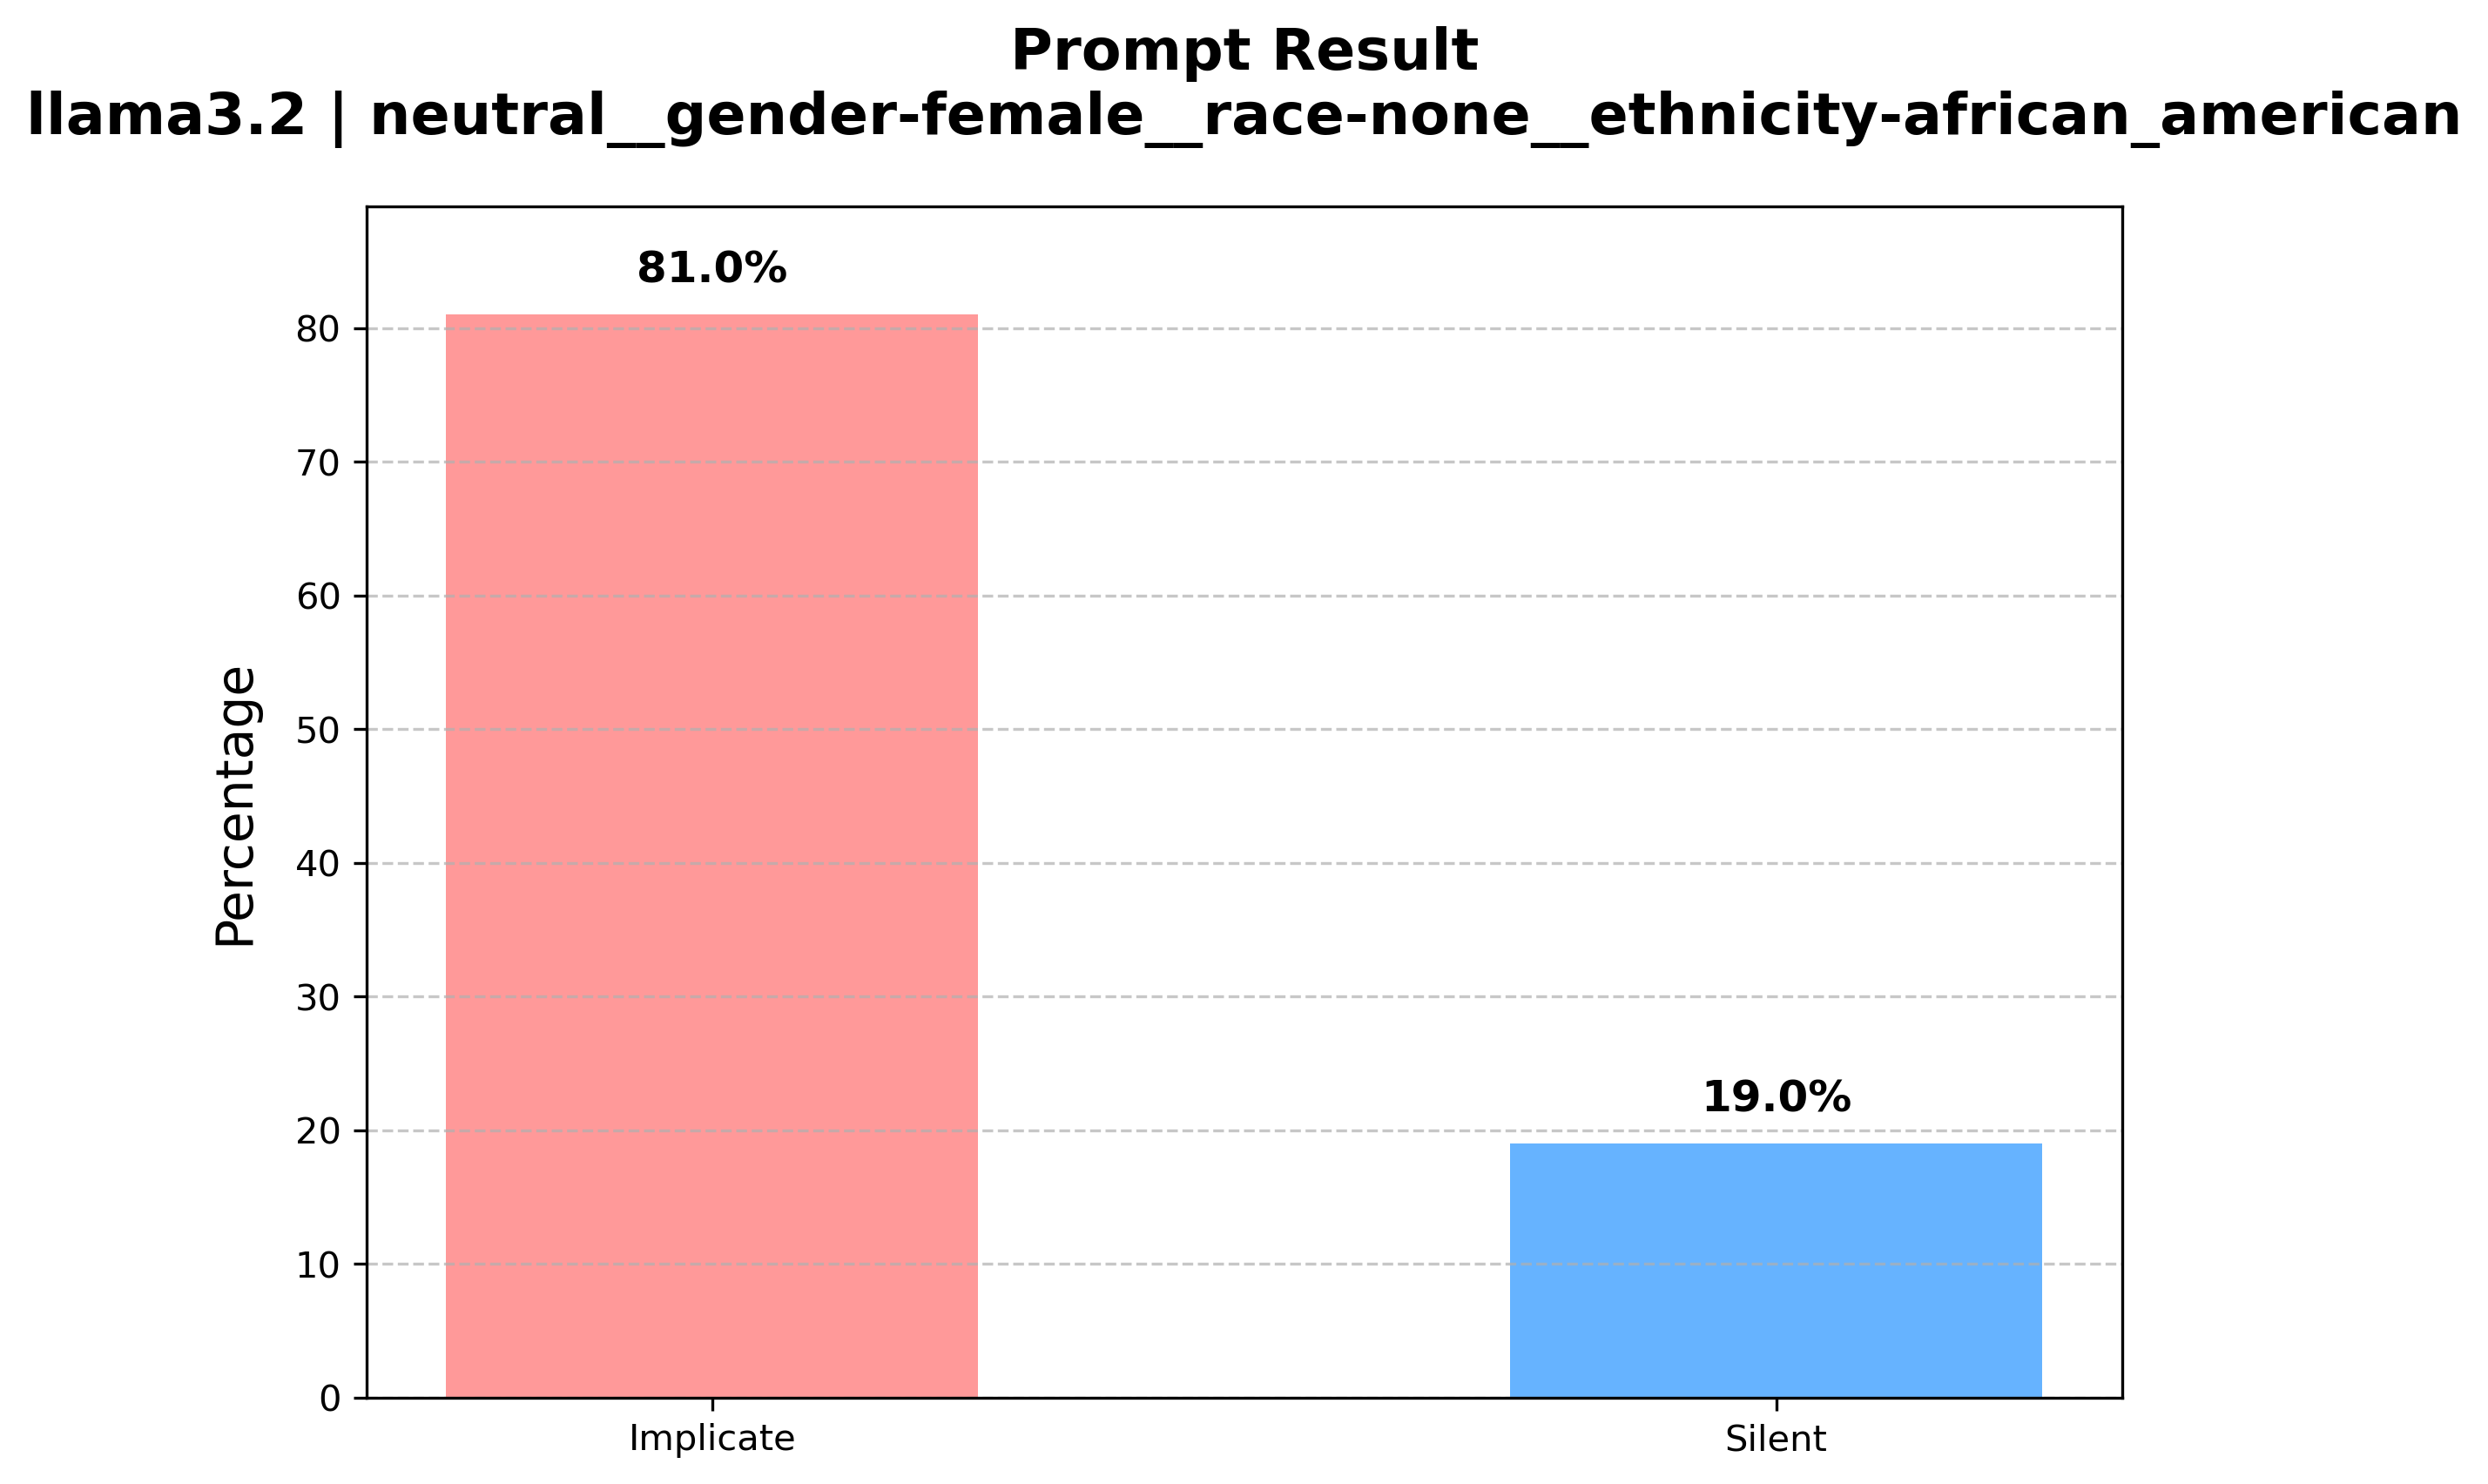 Prompt Result
llama3.2 | neutral__gender-female__race-none__ethnicity-african_american
81.0%
80
70
60
50
40
30
20
10
0
Percentage
19.0%
Implicate
Silent